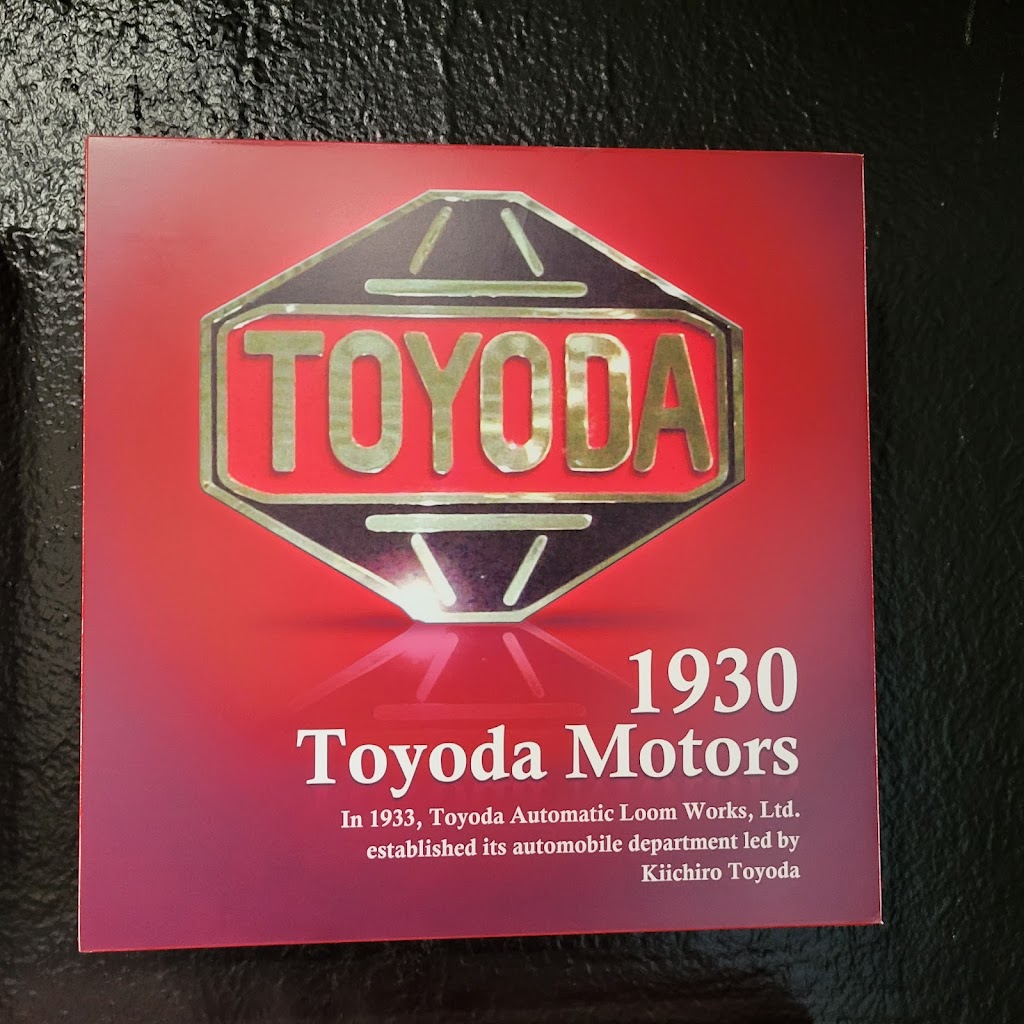 TOYODA
1930
Toyoda Motors
In 1933, Toyoda Automatic Loom Works, Ltd.
established its automobile department led by
Kiichiro Toyoda